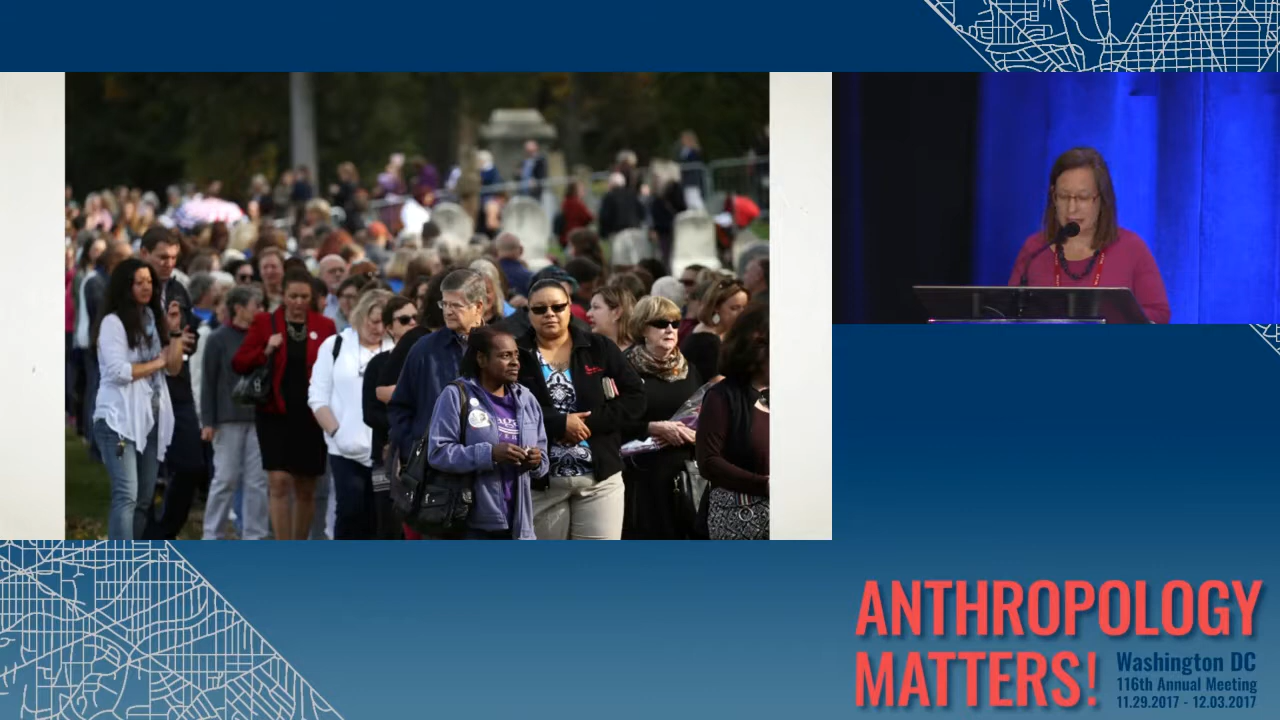 ANTHROPOLOGY
MATTERS!
Washington DC
116th Annual Meeting
11.29.2017 - 12.03.2017